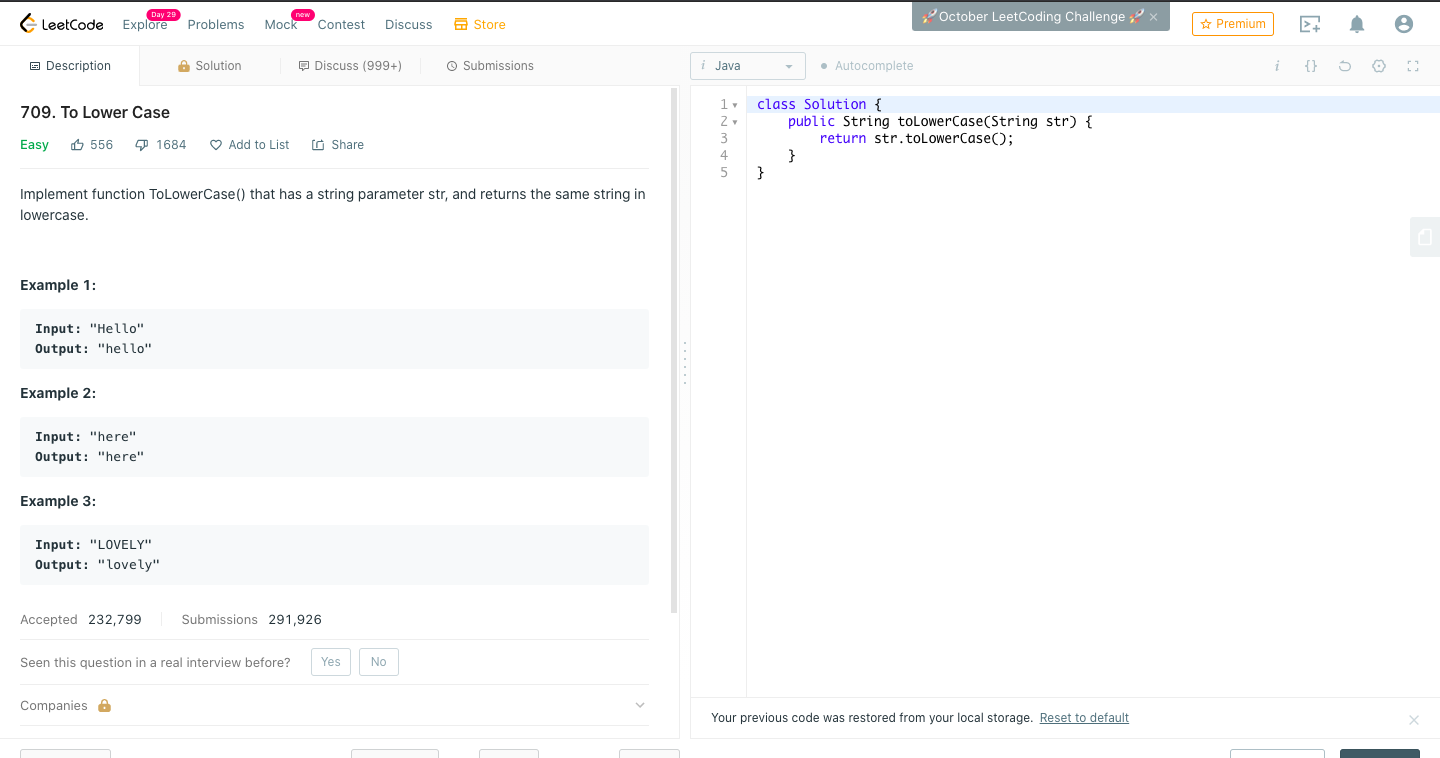 LeetCode
Explore
Day 29
Problems
Mock
new
Contest
Discuss
Store
🚀October LeetCoding Challenge 🚀 ×
Premium
Description
Solution
Discuss (999+)
Submissions
i Java
Autocomplete
i {}
709. To Lower Case
Easy
556
1684
Add to List
Share
Implement function ToLowerCase() that has a string parameter str, and returns the same string in
lowercase.
Example 1:
Input: "Hello"
Output: "hello"
Example 2:
Input: "here"
Output: "here"
Example 3:
Input: "LOVELY"
Output: "lovely"
Accepted 232,799
Submissions 291,926
Seen this question in a real interview before?
Yes
No
Companies
1 class Solution {
2     public String toLowerCase(String str) {
3         return str.toLowerCase();
4     }
5 }
Your previous code was restored from your local storage. Reset to default